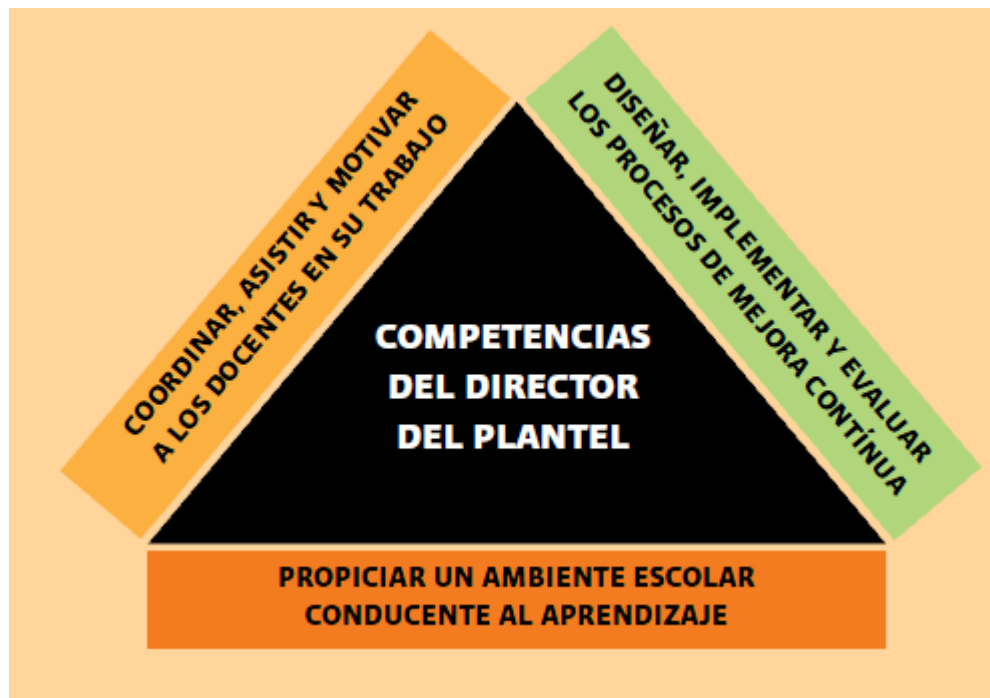 COORDINAR, ASISTIR Y MOTIVAR
A LOS DOCENTES EN SU TRABAJO
DISEÑAR, IMPLEMENTAR Y EVALUAR
LOS PROCESOS DE MEJORA CONTÍNUA
COMPETENCIAS
DEL DIRECTOR
DEL PLANTEL
PROPICIAR UN AMBIENTE ESCOLAR
CONDUCENTE AL APRENDIZAJE